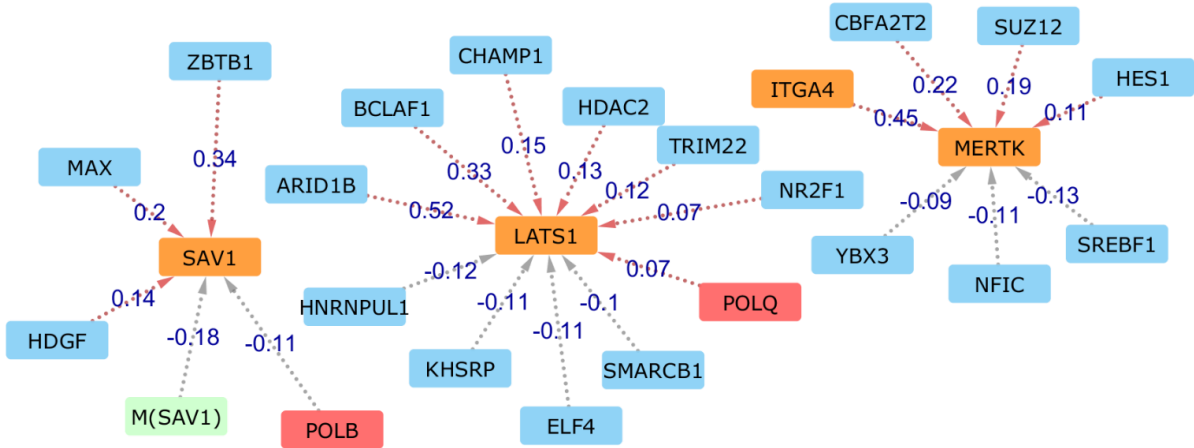 CBFA2T2
SUZ12
ZBTB1
CHAMP1
ITGA4
HES1
BCLAF1
HDAC2
0.22
0.19
0.11
0.45
TRIM22
MERTK
MAX
0.34
0.15
0.13
ARID1B
0.33
0.12
NR2F1
0.2
0.52
0.07
-0.09
-0.11
-0.13
SAV1
LATS1
YBX3
SREBF1
-0.12
0.07
NFIC
0.14
HNRNPUL1
-0.11
-0.1
POLQ
HDGF
-0.18
-0.11
-0.11
KHSRP
SMARCB1
M(SAV1)
POLB
ELF4